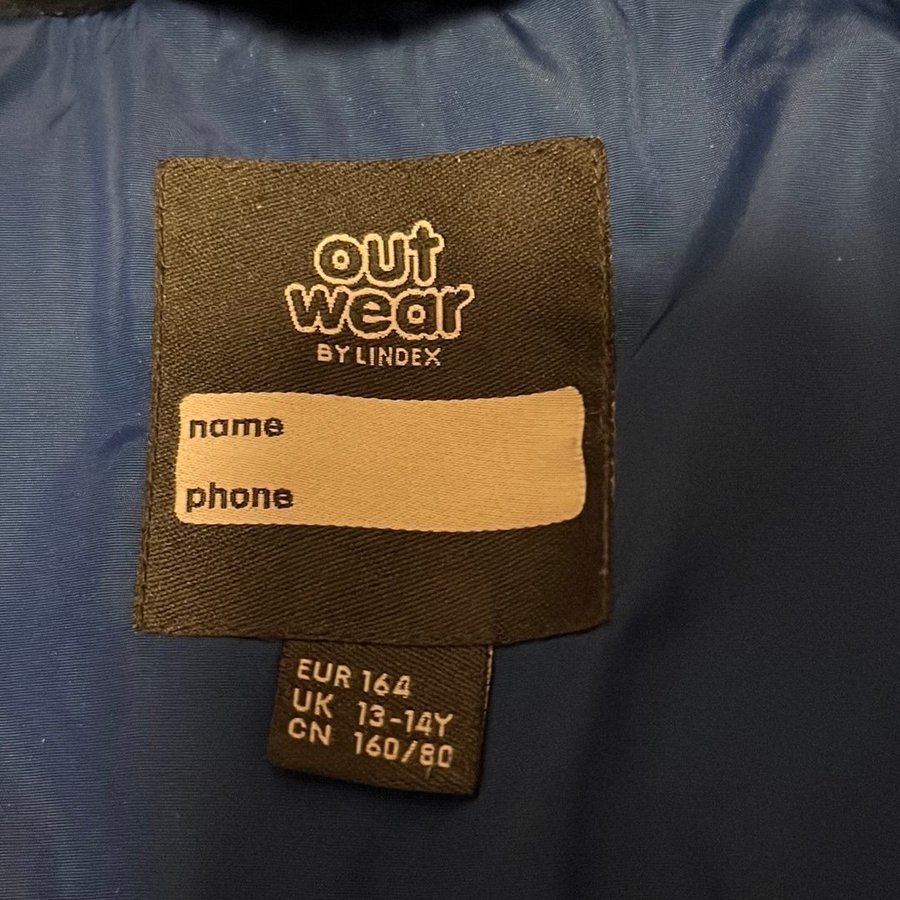 out
wear
BY LINDEX
name
phone
EUR 164
UK 13-14Y
CN 160/80